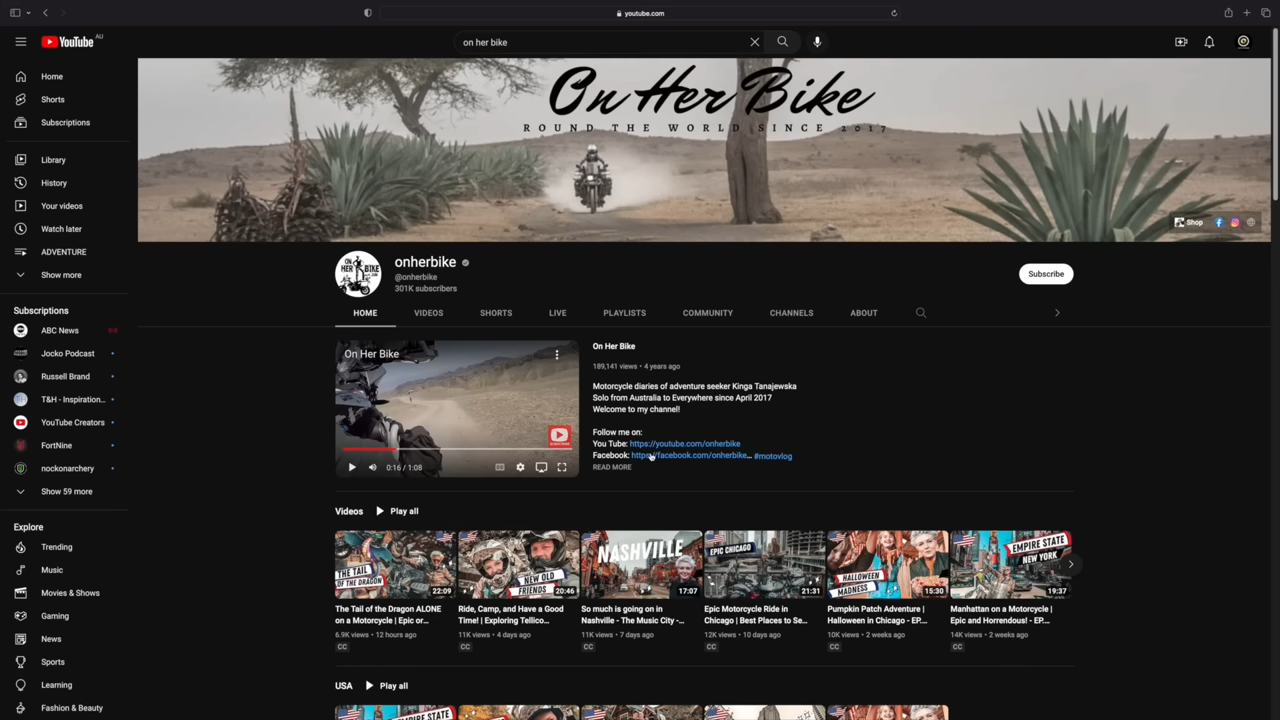 youtube.com
YouTube AU
on her bike
Home
Shorts
Subscriptions
Library
History
Your videos
Watch later
ADVENTURE
Show more
Subscriptions
ABC News
Jocko Podcast
Russell Brand
T&H - Inspiration...
YouTube Creators
FortNine
nockonarchery
Show 59 more
Explore
Trending
Music
Movies & Shows
Gaming
News
Sports
Learning
Fashion & Beauty
On Her Bike
ROUND THE WORLD SINCE 2017
Shop
ON HER BIKE
onherbike
@onherbike
301K subscribers
Subscribe
HOME VIDEOS SHORTS LIVE PLAYLISTS COMMUNITY CHANNELS ABOUT
On Her Bike
0:16 / 1:08
On Her Bike
189,141 views • 4 years ago
Motorcycle diaries of adventure seeker Kinga Tanajewska
Solo from Australia to Everywhere since April 2017
Welcome to my channel!
Follow me on:
You Tube: https://youtube.com/onherbike
Facebook: https://facebook.com/onherbike... #motovlog
READ MORE
Videos Play all
THE TAIL OF THE DRAGON
22:09
The Tail of the Dragon ALONE
on a Motorcycle | Epic or...
6.9K views • 12 hours ago
CC
NEW OLD FRIENDS
20:46
Ride, Camp, and Have a Good
Time! | Exploring Tellico...
11K views • 4 days ago
CC
NASHVILLE
17:07
So much is going on in
Nashville - The Music City -...
11K views • 7 days ago
CC
EPIC CHICAGO
21:31
Epic Motorcycle Ride in
Chicago | Best Places to Se...
12K views • 10 days ago
CC
HALLOWEEN MADNESS
15:30
Pumpkin Patch Adventure |
Halloween in Chicago - EP....
10K views • 2 weeks ago
CC
EMPIRE STATE NEW YORK
19:37
Manhattan on a Motorcycle |
Epic and Horrendous! - EP....
14K views • 2 weeks ago
CC
USA Play all
EMPIRE STATE